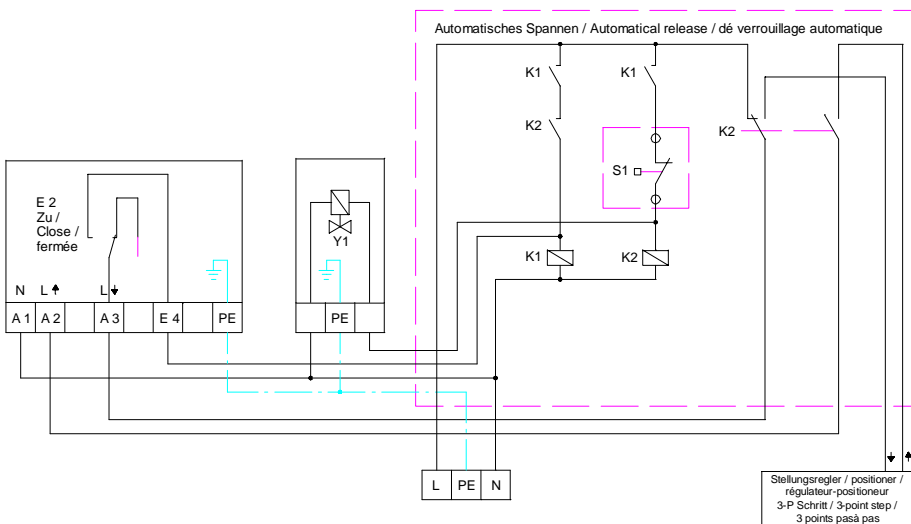 Automatisches Spannen / Automatical release / dé verrouillage automatique
K1
K1
K2
K2
S1
E 2
Zu /
Close /
fermée
Y1
K1
K2
N L L
A 1 A 2 A 3 E 4 PE
PE
L PE N
Stellungsregler / positioner /
régulateur-positioneur
3-P Schritt / 3-point step /
3 points pasà pas